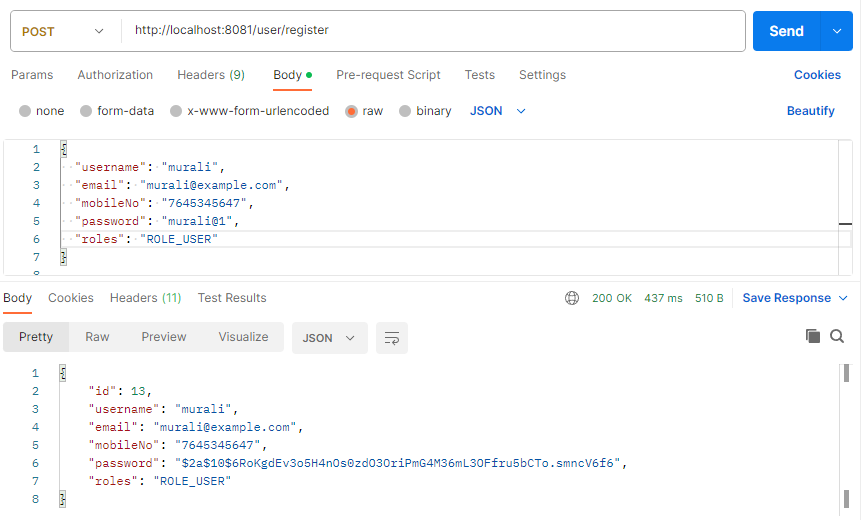 POST http://localhost:8081/user/register Send
Params Authorization Headers (9) Body Pre-request Script Tests Settings Cookies
none form-data x-www-form-urlencoded raw binary JSON Beautify
1 {
2 "username": "murali",
3 "email": "murali@example.com",
4 "mobileNo": "7645345647",
5 "password": "murali@1",
6 "roles": "ROLE_USER"
7 }
8
Body Cookies Headers (11) Test Results 200 OK 437 ms 510 B Save Response
Pretty Raw Preview Visualize JSON
1 {
2 "id": 13,
3 "username": "murali",
4 "email": "murali@example.com",
5 "mobileNo": "7645345647",
6 "password": "$2a$10$6RoKgdEv3o5H4nOs0zdO3OriPmG4M36mL3OFfru5bCTo.smncV6f6",
7 "roles": "ROLE_USER"
8 }